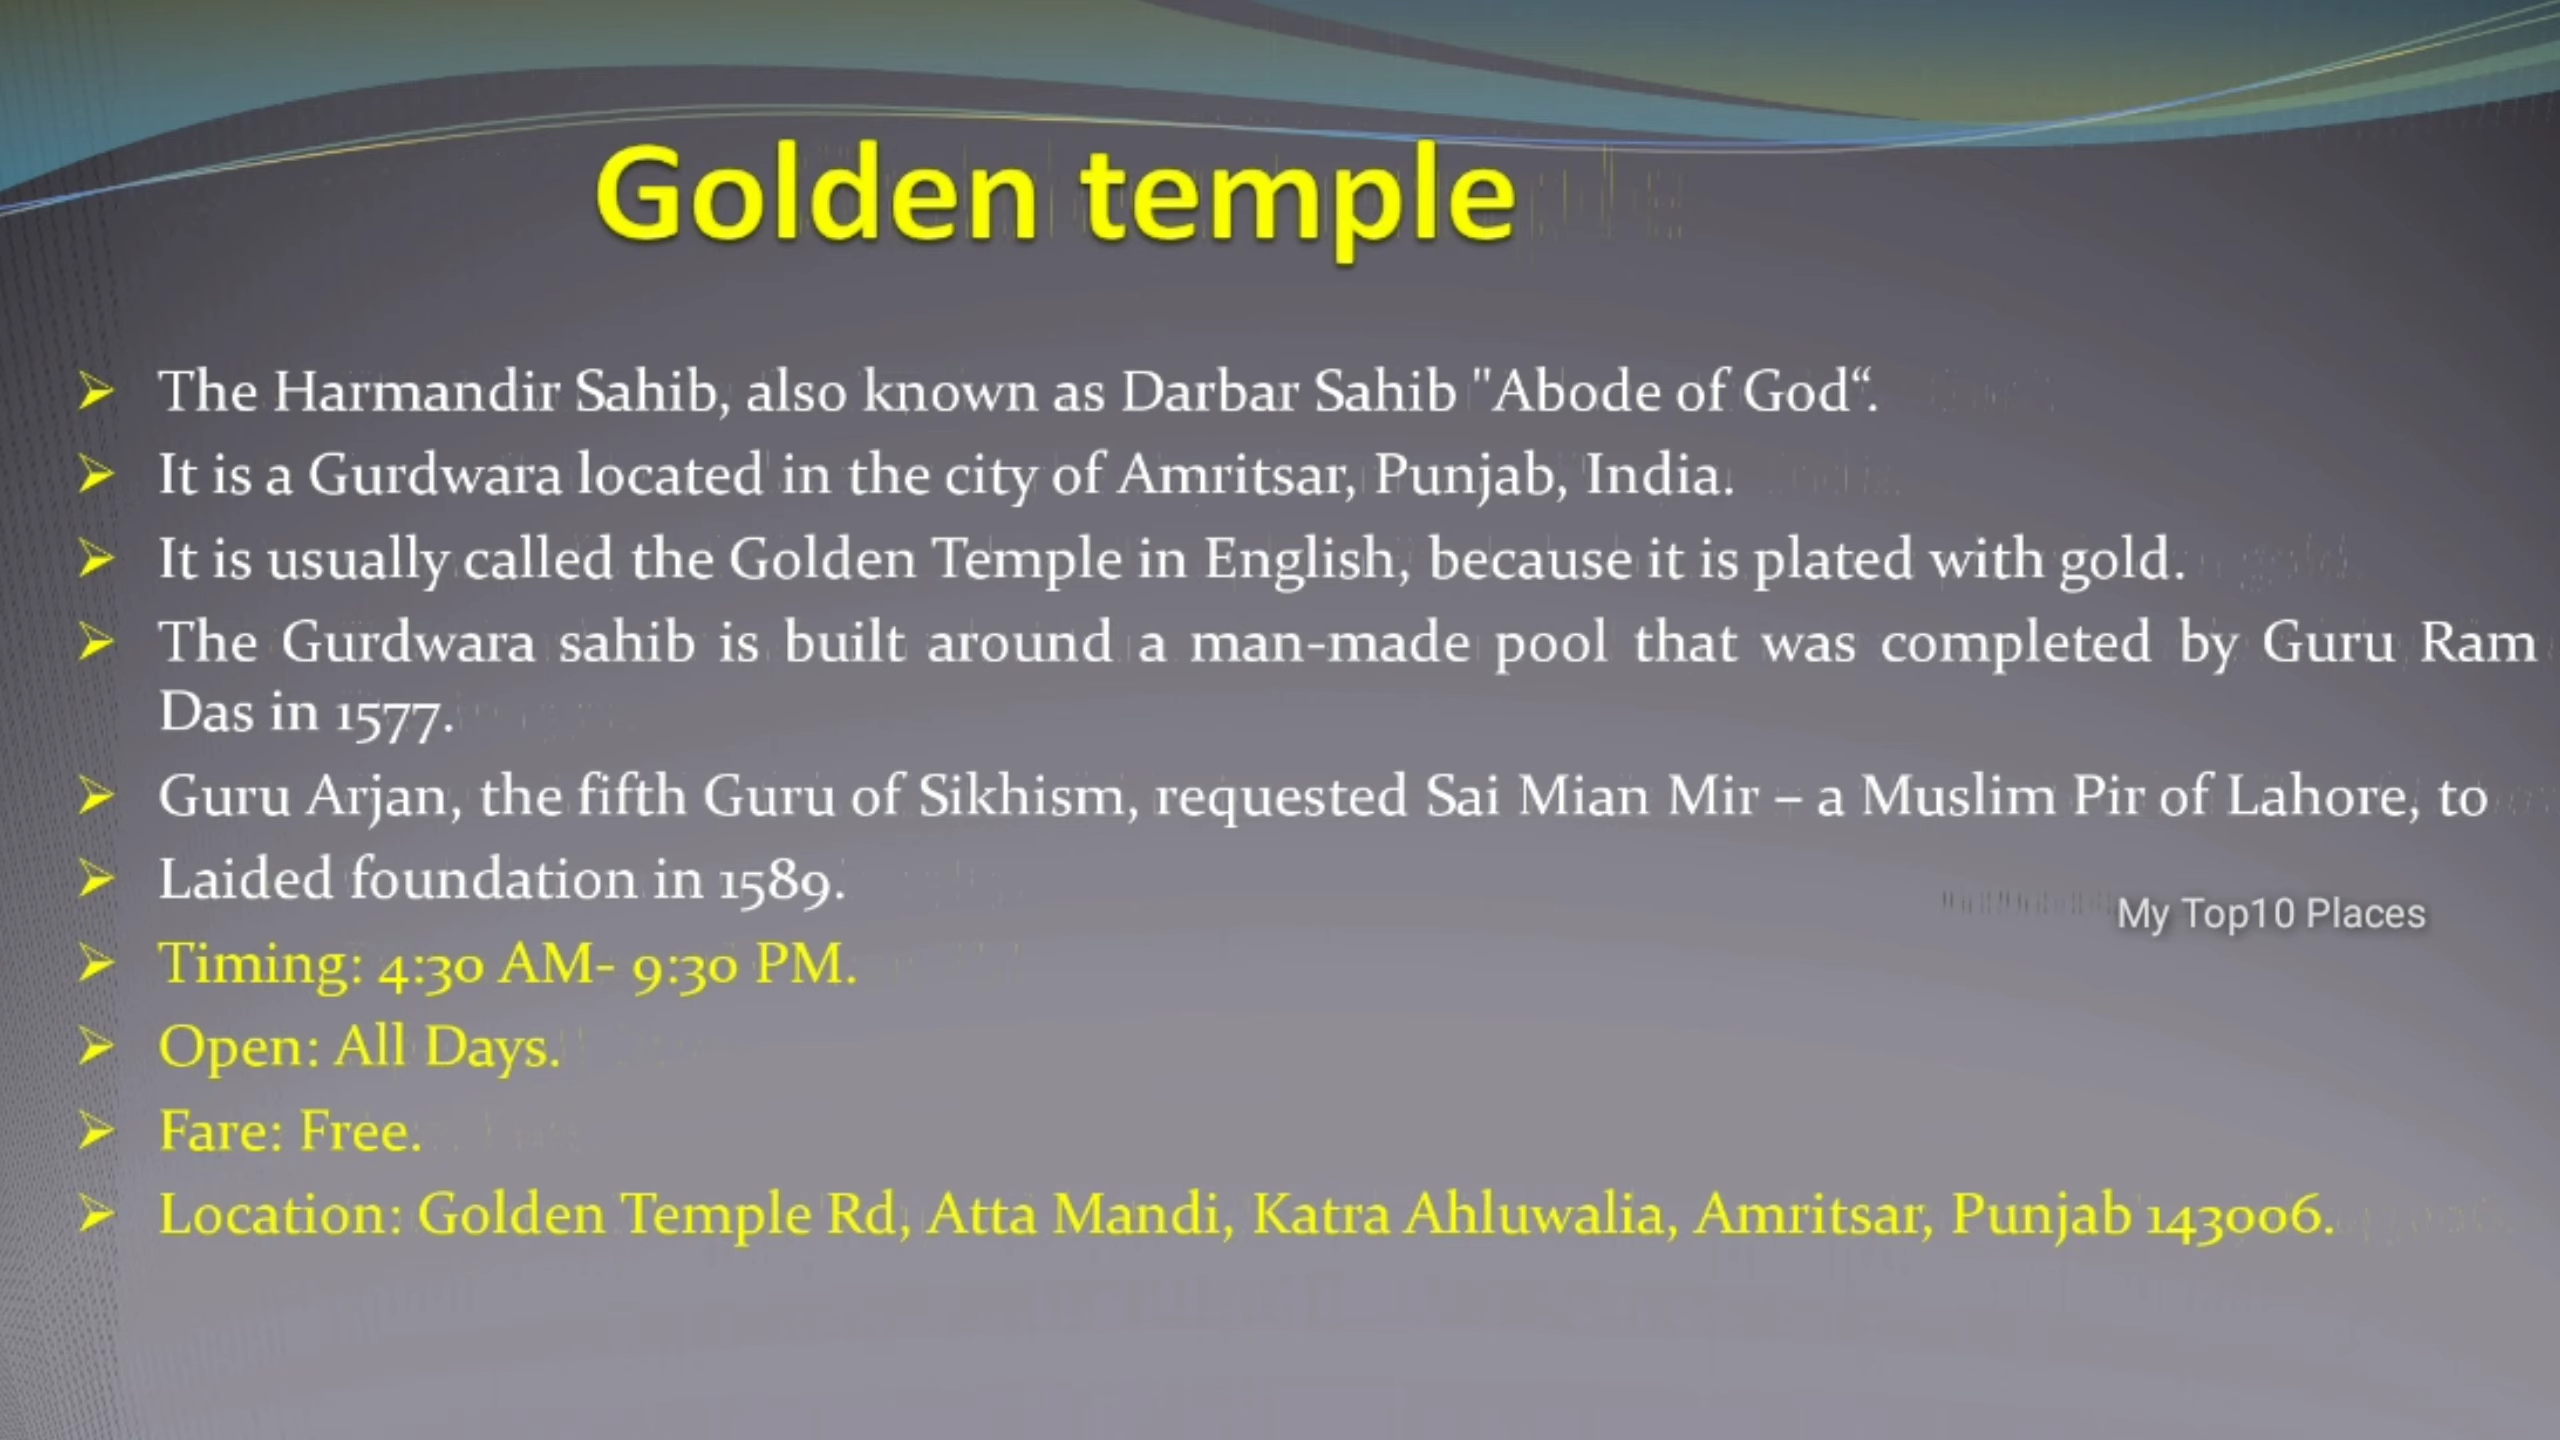 Golden temple
The Harmandir Sahib, also known as Darbar Sahib "Abode of God“.
It is a Gurdwara located in the city of Amritsar, Punjab, India.
It is usually called the Golden Temple in English, because it is plated with gold.
The Gurdwara sahib is built around a man-made pool that was completed by Guru Ram
Das in 1577.
Guru Arjan, the fifth Guru of Sikhism, requested Sai Mian Mir – a Muslim Pir of Lahore, to
Laided foundation in 1589.
My Top10 Places
Timing: 4:30 AM- 9:30 PM.
Open: All Days.
Fare: Free.
Location: Golden Temple Rd, Atta Mandi, Katra Ahluwalia, Amritsar, Punjab 143006.